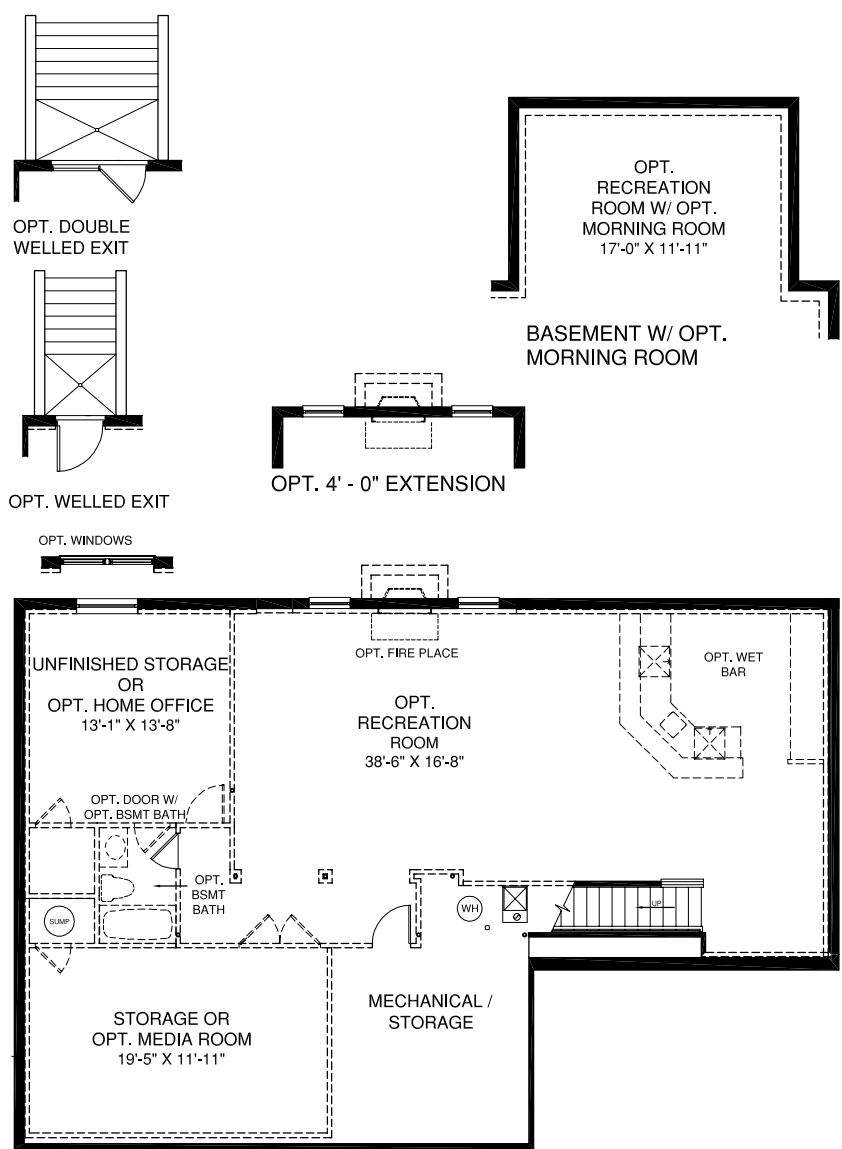 OPT. DOUBLE
WELLED EXIT
OPT.
RECREATION
ROOM W/ OPT.
MORNING ROOM
17'-0" X 11'-11"
BASEMENT W/ OPT.
MORNING ROOM
OPT. WELLED EXIT
OPT. 4' - 0" EXTENSION
OPT. WINDOWS
UNFINISHED STORAGE
OR
OPT. HOME OFFICE
13'-1" X 13'-8"
OPT. FIRE PLACE
OPT.
RECREATION
ROOM
38'-6" X 16'-8"
OPT. WET
BAR
OPT. DOOR W/
OPT. BSMT BATH
OPT.
BSMT
BATH
SUMP
WH
UP
MECHANICAL /
STORAGE
STORAGE OR
OPT. MEDIA ROOM
19'-5" X 11'-11"